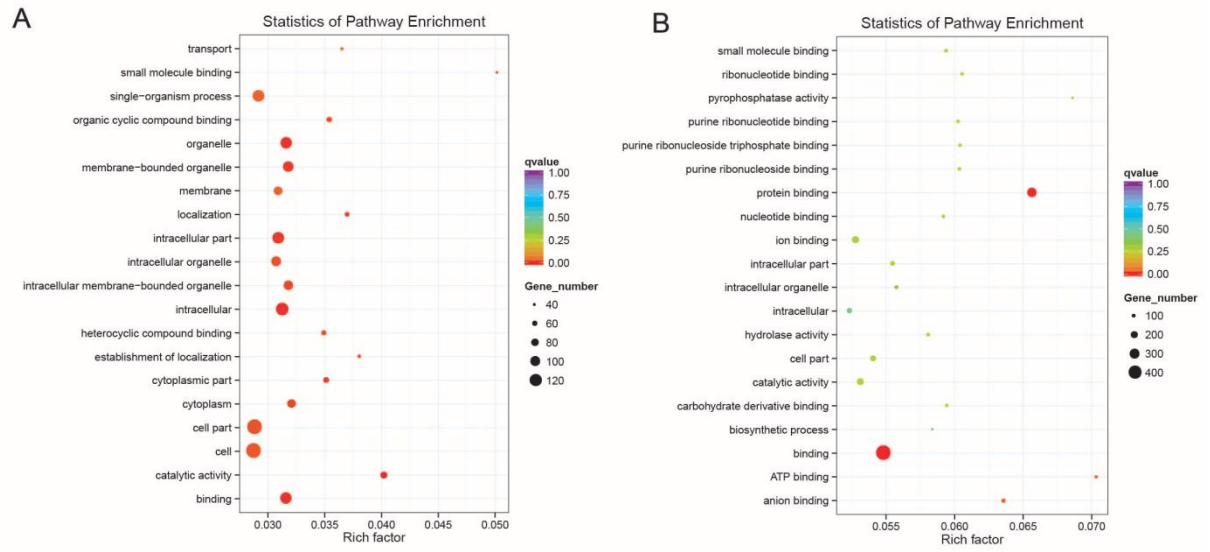 A
Statistics of Pathway Enrichment
transport
small molecule binding
single-organism process
organic cyclic compound binding
organelle
membrane-bounded organelle
membrane
localization
intracellular part
intracellular organelle
intracellular membrane-bounded organelle
intracellular
heterocyclic compound binding
establishment of localization
cytoplasmic part
cytoplasm
cell part
cell
catalytic activity
binding
0.030 0.035 0.040 0.045 0.050
Rich factor
qvalue
1.00
0.75
0.50
0.25
0.00
Gene_number
40
60
80
100
120
B
Statistics of Pathway Enrichment
small molecule binding
ribonucleotide binding
pyrophosphatase activity
purine ribonucleotide binding
purine ribonucleoside triphosphate binding
purine ribonucleoside binding
protein binding
nucleotide binding
ion binding
intracellular part
intracellular organelle
intracellular
hydrolase activity
cell part
catalytic activity
carbohydrate derivative binding
biosynthetic process
binding
ATP binding
anion binding
0.055 0.060 0.065 0.070
Rich factor
qvalue
1.00
0.75
0.50
0.25
0.00
Gene_number
100
200
300
400